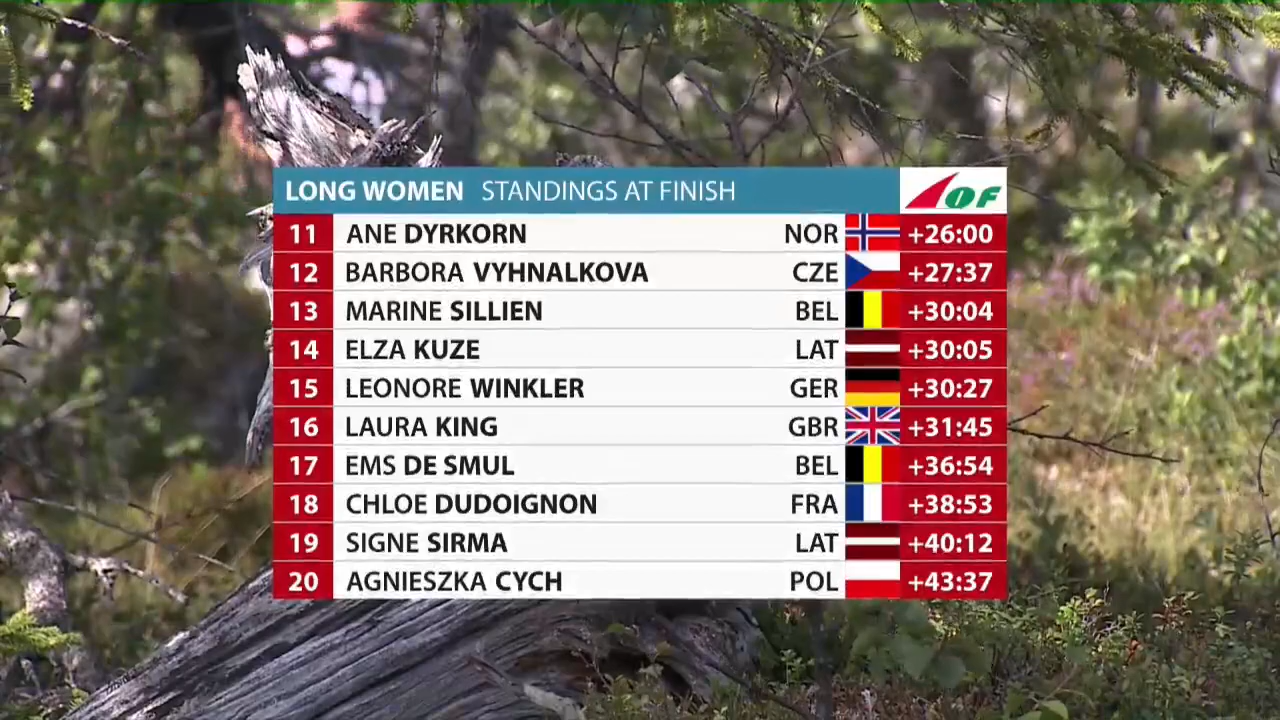 LONG WOMEN STANDINGS AT FINISH IOF
11 ANE DYRKORN NOR +26:00
12 BARBORA VYHNALKOVA CZE +27:37
13 MARINE SILLIEN BEL +30:04
14 ELZA KUZE LAT +30:05
15 LEONORE WINKLER GER +30:27
16 LAURA KING GBR +31:45
17 EMS DE SMUL BEL +36:54
18 CHLOE DUDOIGNON FRA +38:53
19 SIGNE SIRMA LAT +40:12
20 AGNIESZKA CYCH POL +43:37